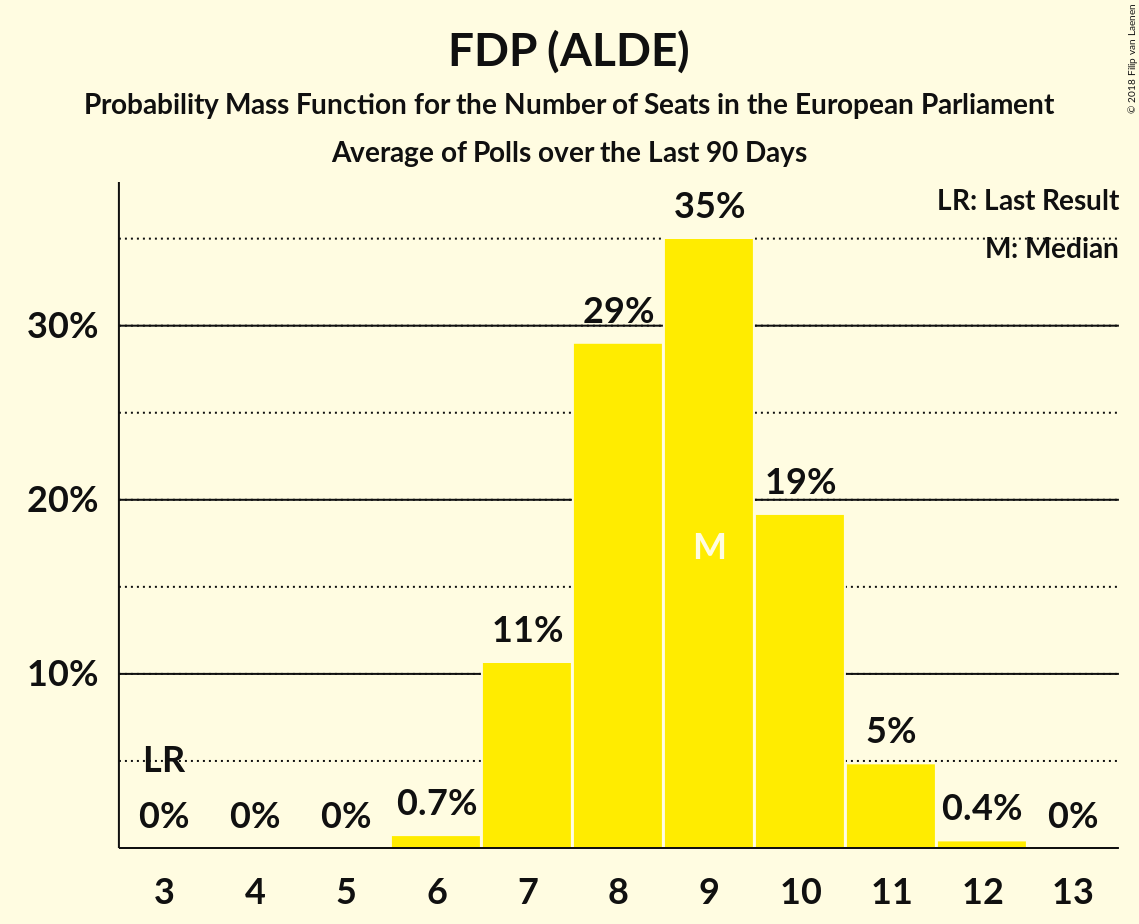 FDP (ALDE)
Probability Mass Function for the Number of Seats in the European Parliament
Average of Polls over the Last 90 Days
© 2018 Filip van Laenen
LR: Last Result
M: Median
35%
30%
29%
20%
19%
M
11%
10%
5%
LR
0% 0% 0% 0.7% 0.4% 0%
3 4 5 6 7 8 9 10 11 12 13